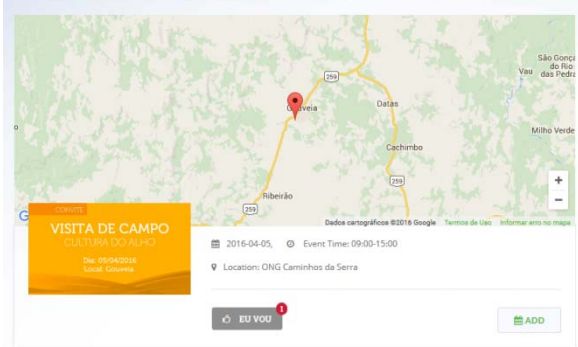 São Gonça
do Rio
Vau das Pedra
259
Gouveia
Datas
Milho Verde
Cachimbo
259
Ribeirão
259
G
Dados cartográficos ©2016 Google Termos de Uso Informar erro no mapa
CONVITE
VISITA DE CAMPO
CULTURA DO ALHO
Dia: 05/04/2016
Local: Gouveia
2016-04-05, Event Time: 09:00-15:00
Location: ONG Caminhos da Serra
EU VOU
1
ADD